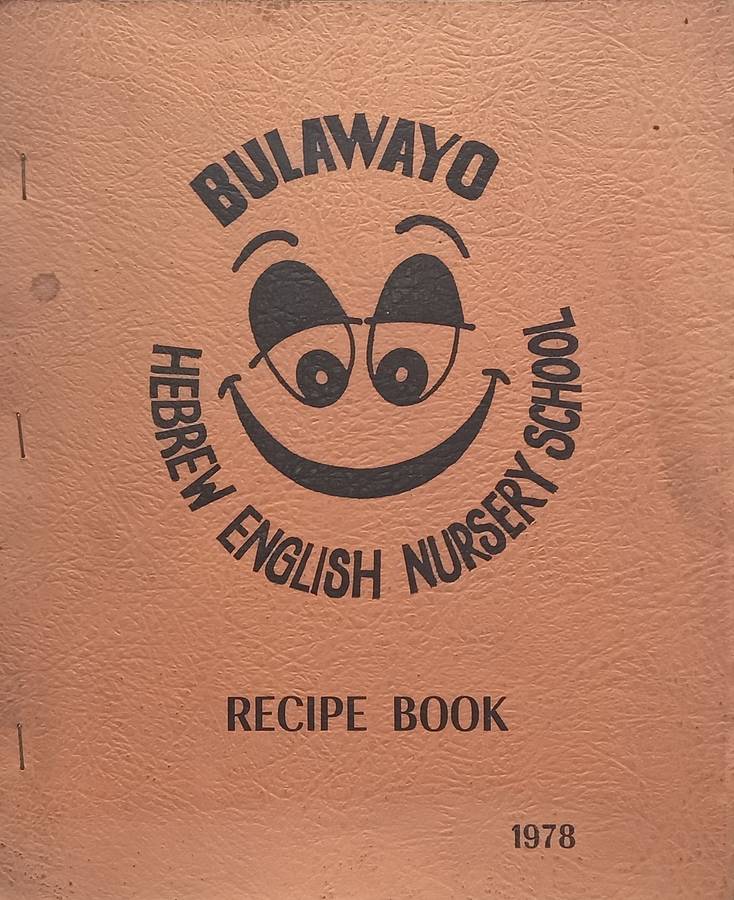 BULAWAYO
HEBREW ENGLISH NURSERY SCHOOL
RECIPE BOOK
1978